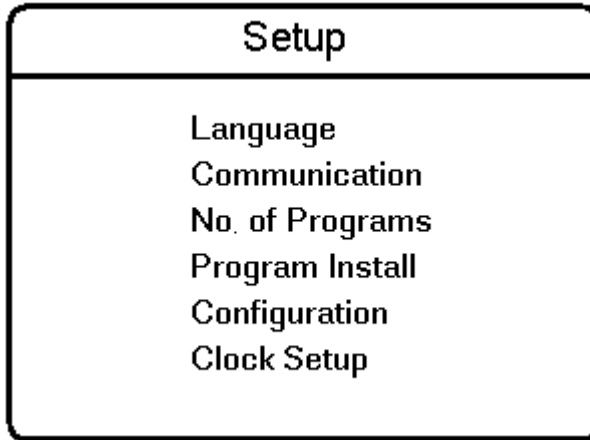 Setup
Language
Communication
No. of Programs
Program Install
Configuration
Clock Setup